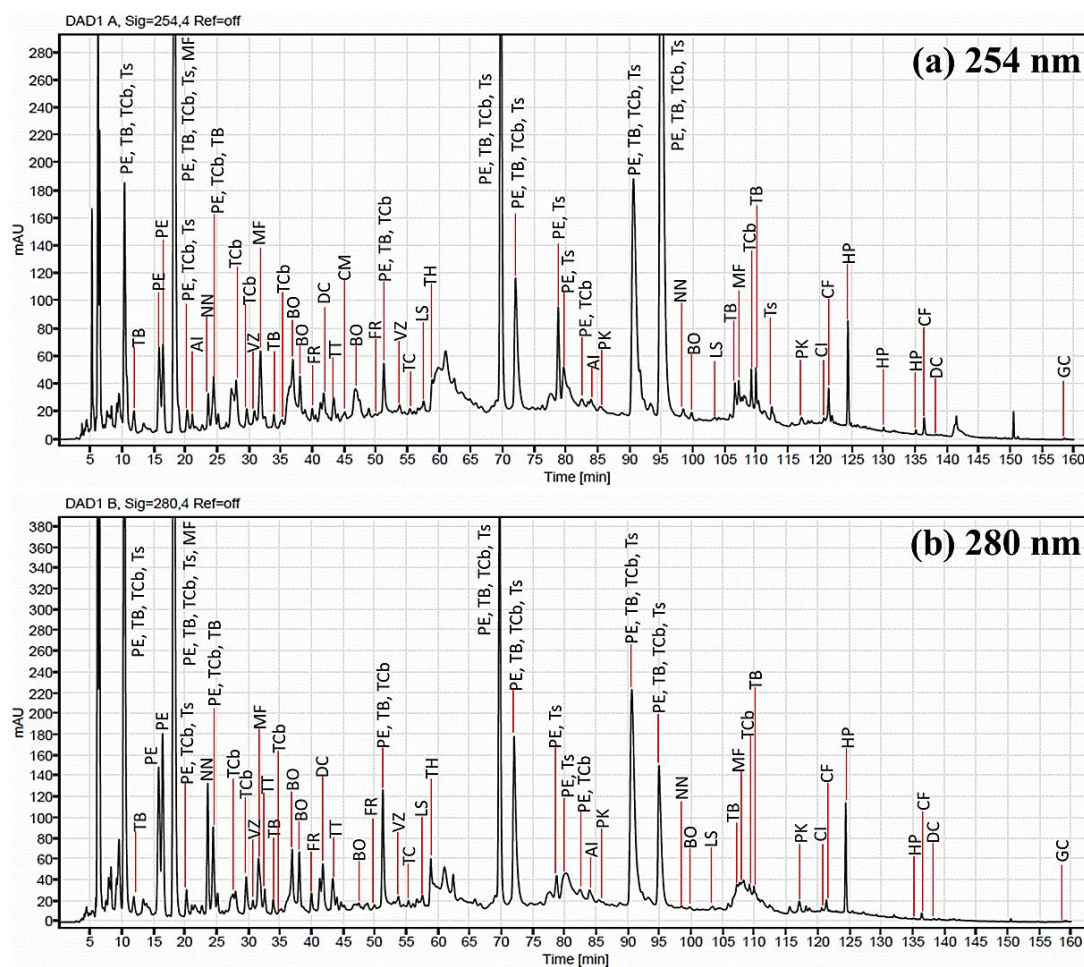 DAD1 A, Sig=254,4 Ref=off
(a) 254 nm
mAU
280
260
240
220
200
180
160
140
120
100
80
60
40
20
0
PE, TB, TCb, Ts
TB
PE
PE
PE, TB, TCb, Ts, MF
PE, TCb, Ts
AI
NN
PE, TCb, TB
TCb
TCb
VZ
MF
TB
TCb
BO
BO
FR
DC
TT
CM
BO
FR
PE, TB, TCb
VZ
TC
LS
TH
PE, TB, TCb, Ts
PE, TB, TCb, Ts
PE, Ts
PE, Ts
PE, TCb
AI
PK
PE, TB, TCb, Ts
PE, TB, TCb, Ts
NN
BO
LS
TB
MF
TCb
TB
Ts
PK
CI
CF
HP
HP
HP
CF
DC
GC
5 10 15 20 25 30 35 40 45 50 55 60 65 70 75 80 85 90 95 100 105 110 115 120 125 130 135 140 145 150 155 160
Time [min]
DAD1 B, Sig=280,4 Ref=off
(b) 280 nm
mAU
380
360
340
320
300
280
260
240
220
200
180
160
140
120
100
80
60
40
20
0
PE, TB, TCb, Ts
TB
PE
PE
PE, TB, TCb, Ts, MF
PE, TCb, Ts
NN
PE, TCb, TB
TCb
TCb
VZ
MF
TT
TB
TCb
BO
BO
FR
DC
TT
BO
FR
PE, TB, TCb
VZ
TC
LS
TH
PE, TB, TCb, Ts
PE, TB, TCb, Ts
PE, Ts
PE, Ts
PE, TCb
AI
PK
PE, TB, TCb, Ts
PE, TB, TCb, Ts
NN
BO
LS
TB
MF
TCb
TB
PK
CI
CF
HP
HP
CF
DC
GC
5 10 15 20 25 30 35 40 45 50 55 60 65 70 75 80 85 90 95 100 105 110 115 120 125 130 135 140 145 150 155 160
Time [min]